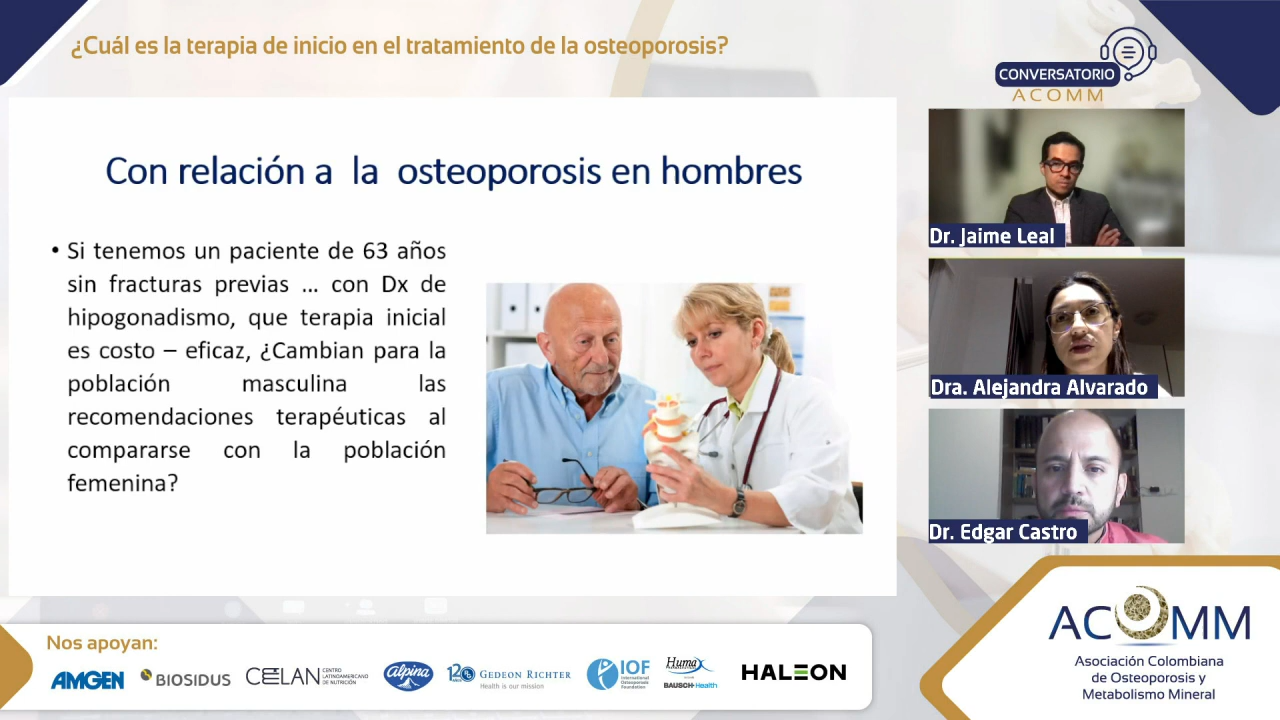 ¿Cuál es la terapia de inicio en el tratamiento de la osteoporosis?
CONVERSATORIO
ACOMM
Con relación a la osteoporosis en hombres
• Si tenemos un paciente de 63 años
sin fracturas previas ... con Dx de
hipogonadismo, que terapia inicial
es costo – eficaz, ¿Cambian para la
población masculina las
recomendaciones terapéuticas al
compararse con la población
femenina?
Dr. Jaime Leal
Dra. Alejandra Alvarado
Dr. Edgar Castro
Nos apoyan:
AMGEN
BIOSIDUS
CELAN
CENTRO
LATINOAMERICANO
DE NUTRICIÓN
Alpina
120
GEDEON RICHTER
Health is our mission
IOF
International
Osteoporosis
Foundation
Humax
BAUSCH+Health
HALEON
ACOMM
Asociación Colombiana
de Osteoporosis y
Metabolismo Mineral